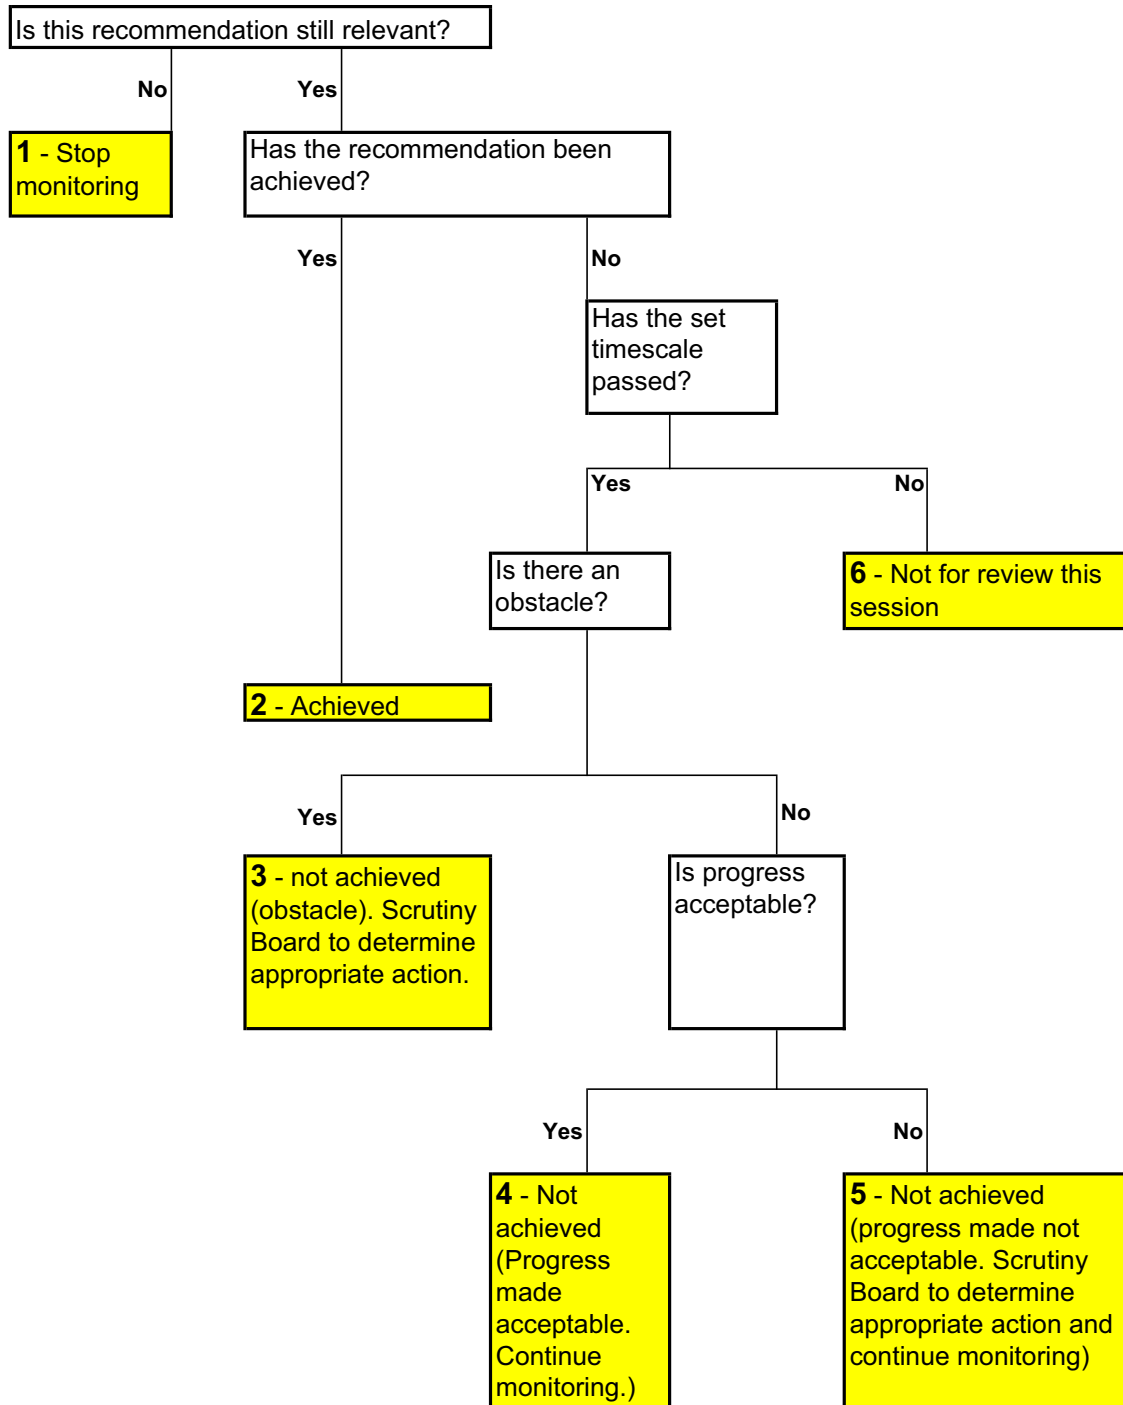 Is this recommendation still relevant?
No
Yes
1 - Stop
monitoring
Has the recommendation been
achieved?
Yes
No
Has the set
timescale
passed?
Yes
No
Is there an
obstacle?
6 - Not for review this
session
2 - Achieved
Yes
No
3 - not achieved
(obstacle). Scrutiny
Board to determine
appropriate action.
Is progress
acceptable?
Yes
No
4 - Not
achieved
(Progress
made
acceptable.
Continue
monitoring.)
5 - Not achieved
(progress made not
acceptable. Scrutiny
Board to determine
appropriate action and
continue monitoring)